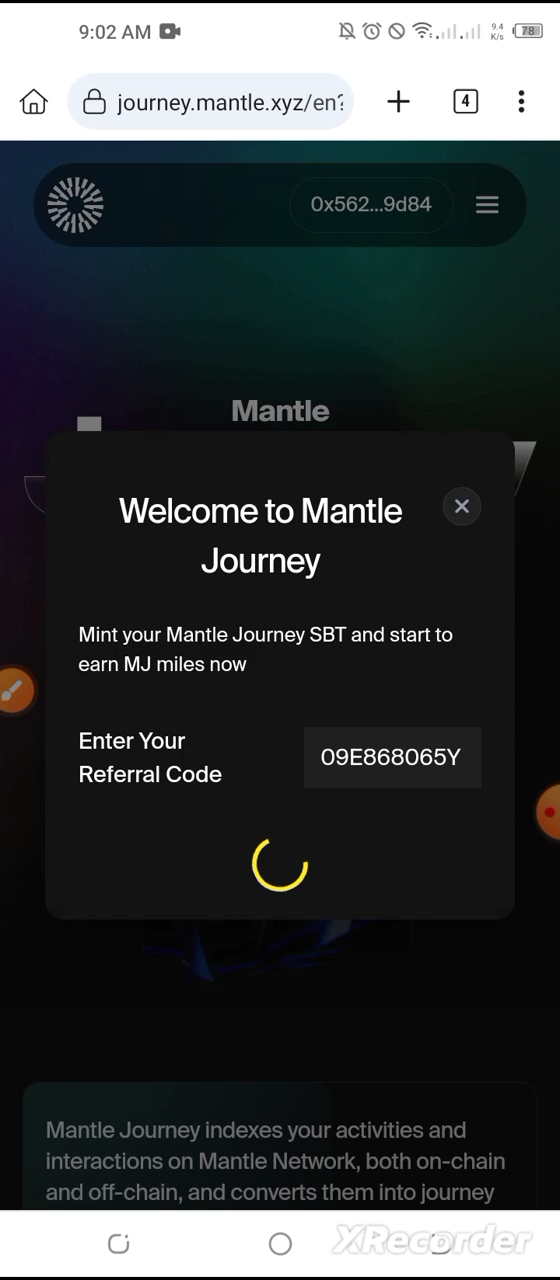 9:02 AM
9.4
K/s
78
journey.mantle.xyz/en?
4
0x562...9d84
Mantle
Welcome to Mantle
Journey
Mint your Mantle Journey SBT and start to
earn MJ miles now
Enter Your
Referral Code
09E868065Y
Mantle Journey indexes your activities and
interactions on Mantle Network, both on-chain
and off-chain, and converts them into journey
XRecorder